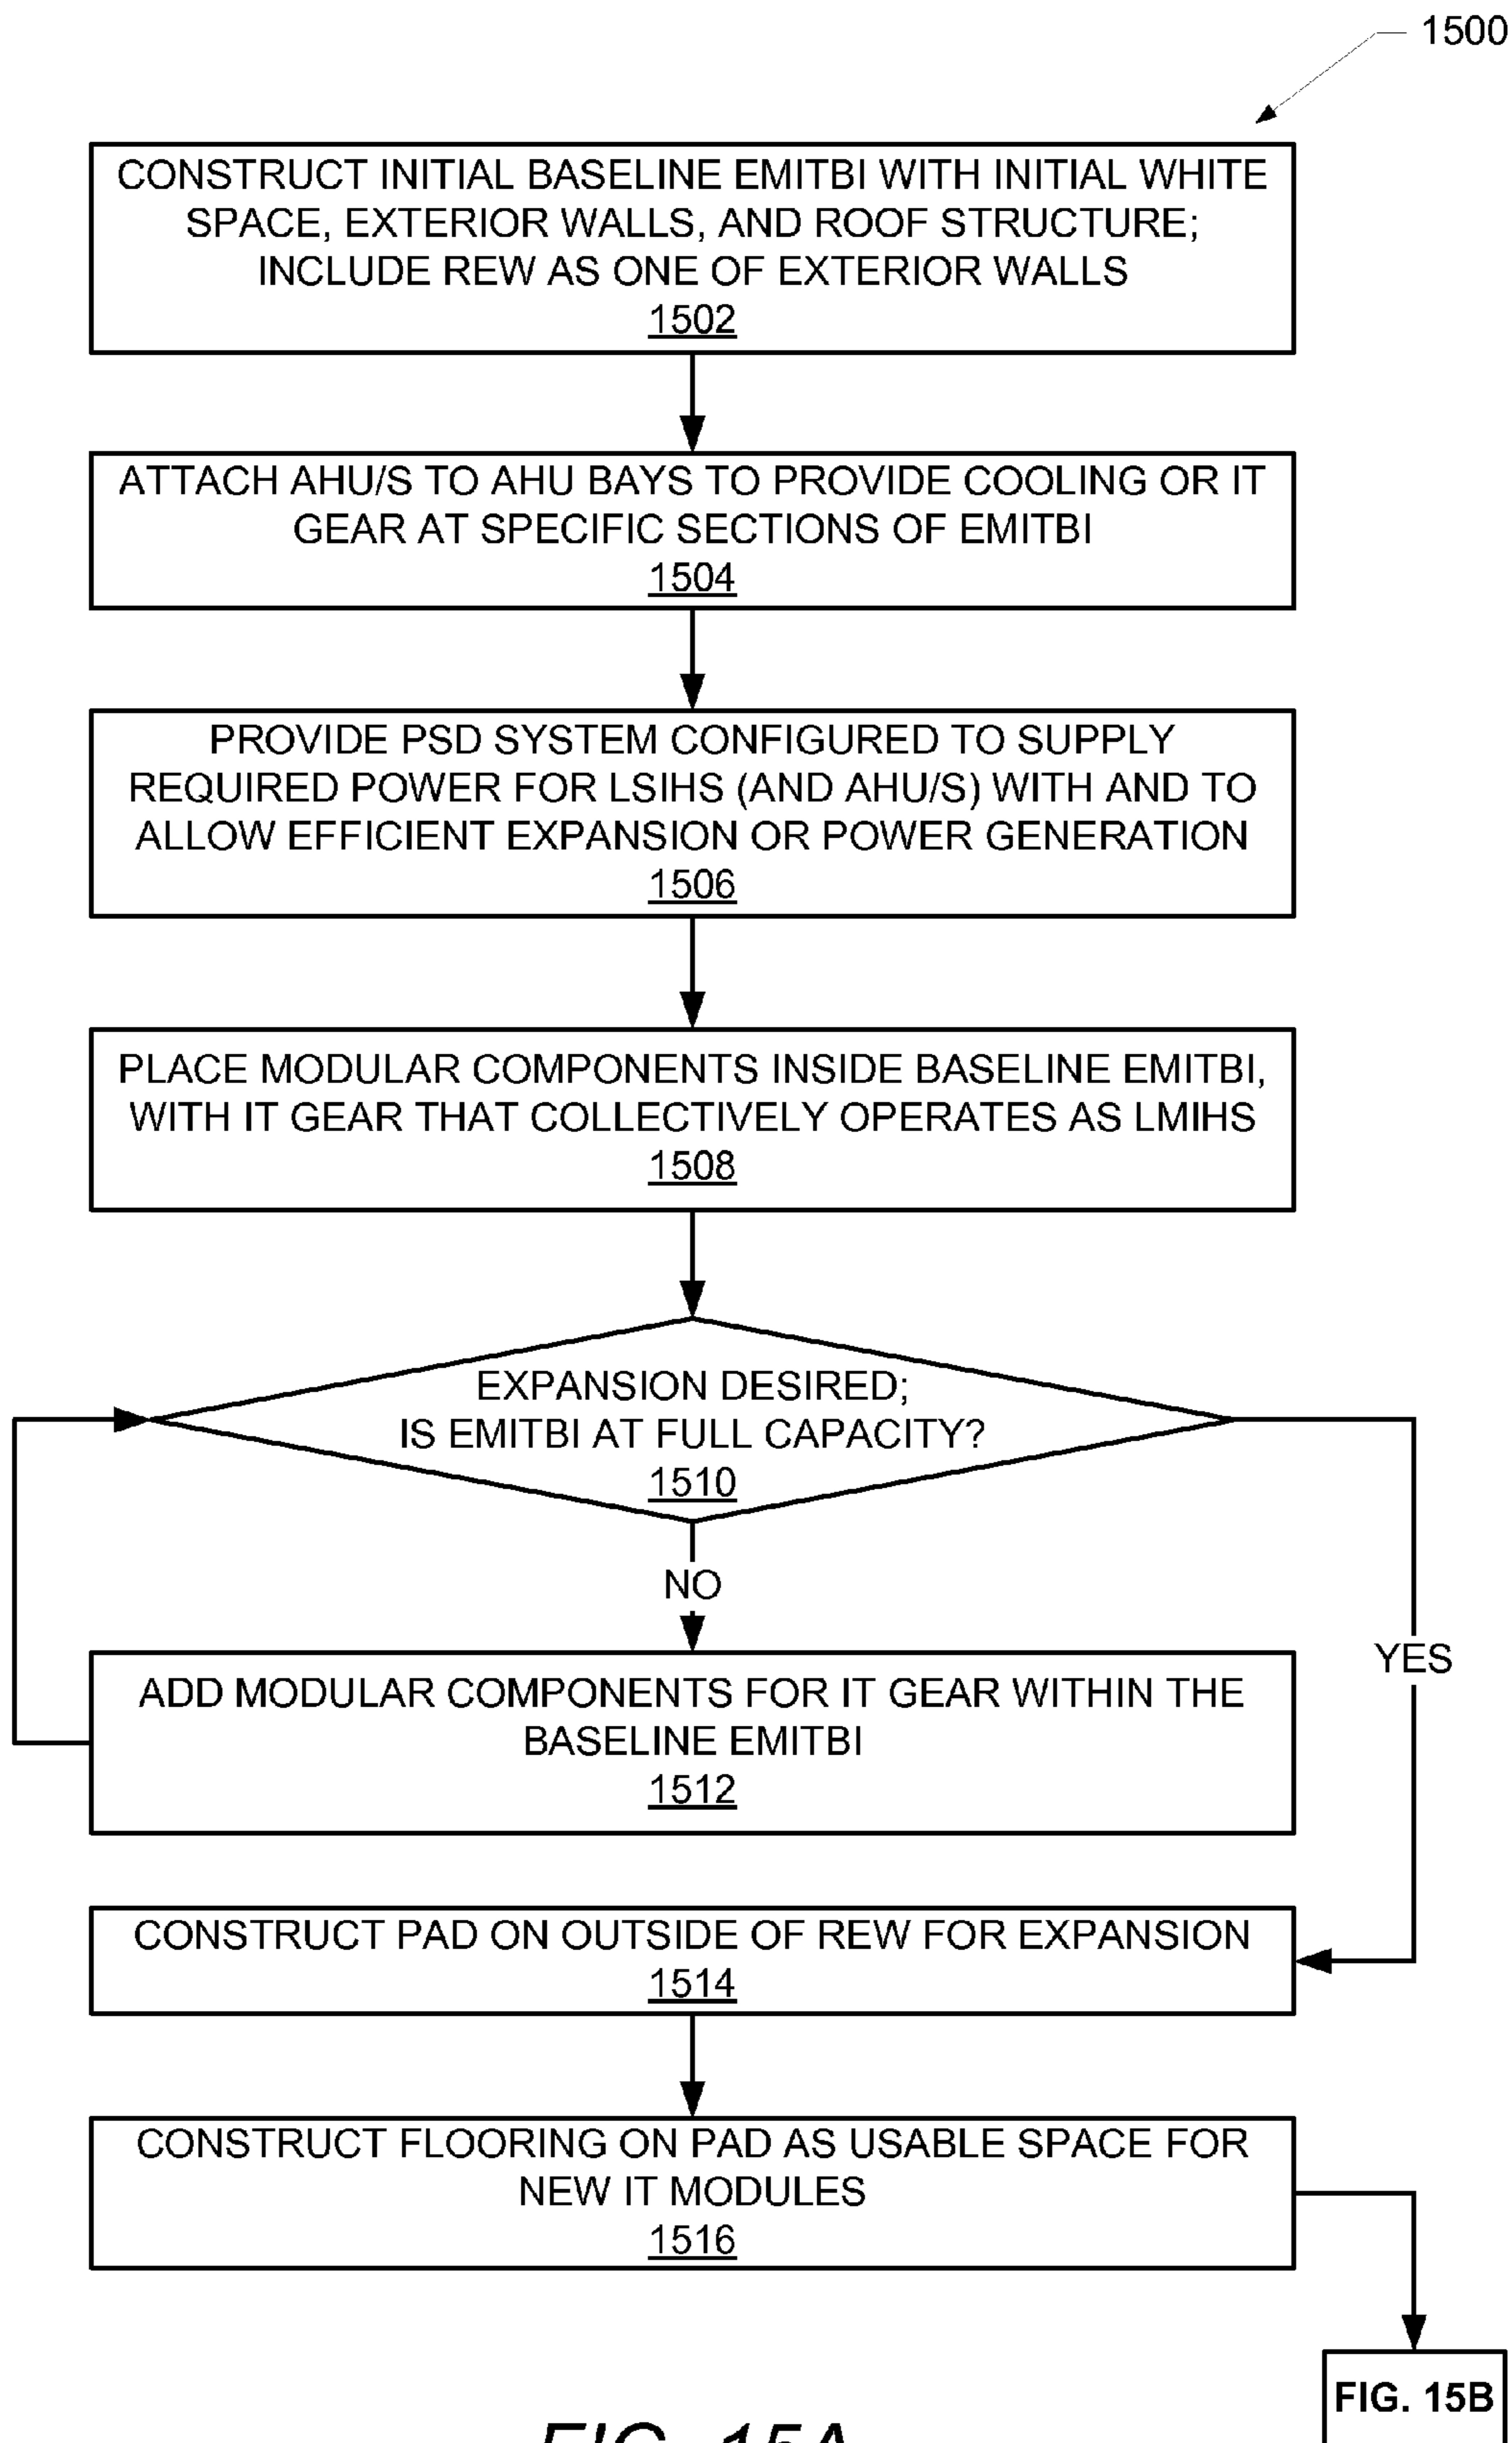 1500
CONSTRUCT INITIAL BASELINE EMITBI WITH INITIAL WHITE
SPACE, EXTERIOR WALLS, AND ROOF STRUCTURE;
INCLUDE REW AS ONE OF EXTERIOR WALLS
1502
ATTACH AHU/S TO AHU BAYS TO PROVIDE COOLING OR IT
GEAR AT SPECIFIC SECTIONS OF EMITBI
1504
PROVIDE PSD SYSTEM CONFIGURED TO SUPPLY
REQUIRED POWER FOR LSIHS (AND AHU/S) WITH AND TO
ALLOW EFFICIENT EXPANSION OR POWER GENERATION
1506
PLACE MODULAR COMPONENTS INSIDE BASELINE EMITBI,
WITH IT GEAR THAT COLLECTIVELY OPERATES AS LMIHS
1508
EXPANSION DESIRED;
IS EMITBI AT FULL CAPACITY?
1510
NO
YES
ADD MODULAR COMPONENTS FOR IT GEAR WITHIN THE
BASELINE EMITBI
1512
CONSTRUCT PAD ON OUTSIDE OF REW FOR EXPANSION
1514
CONSTRUCT FLOORING ON PAD AS USABLE SPACE FOR
NEW IT MODULES
1516
FIG. 15B
FIG. 15A